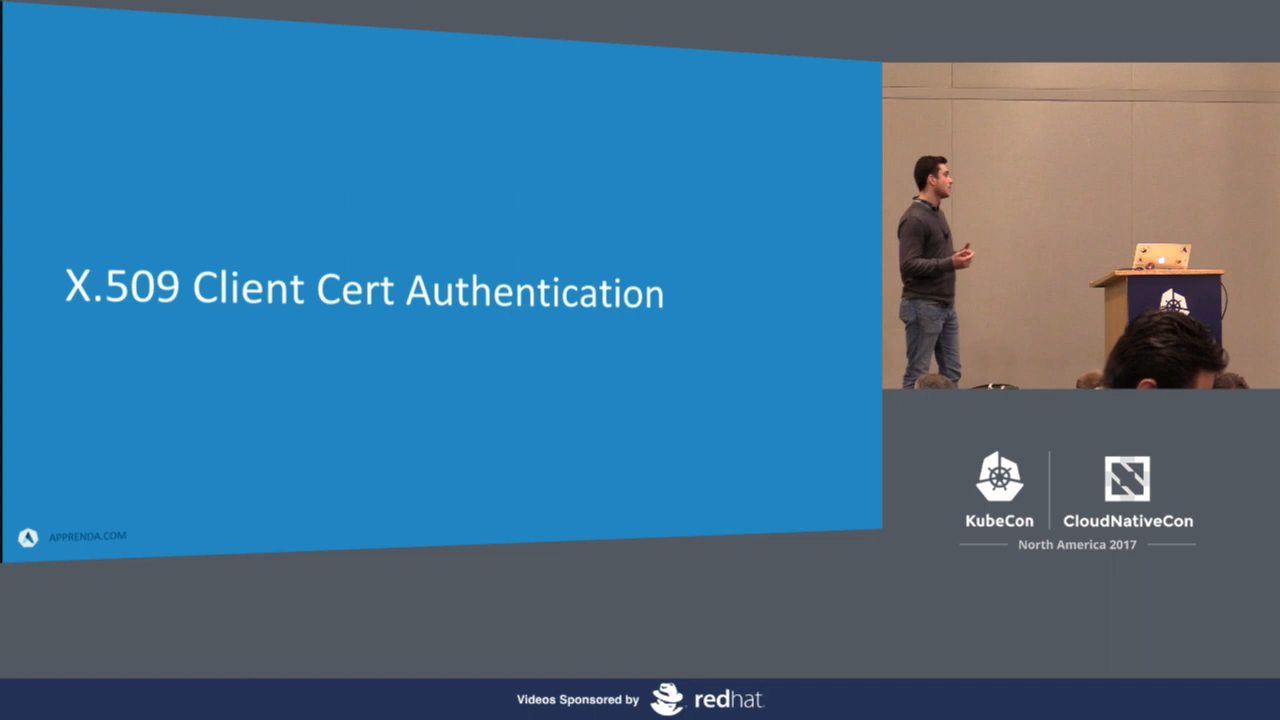 X.509 Client Cert Authentication
APPRENDA.COM
KubeCon
CloudNativeCon
North America 2017
Videos Sponsored by
redhat